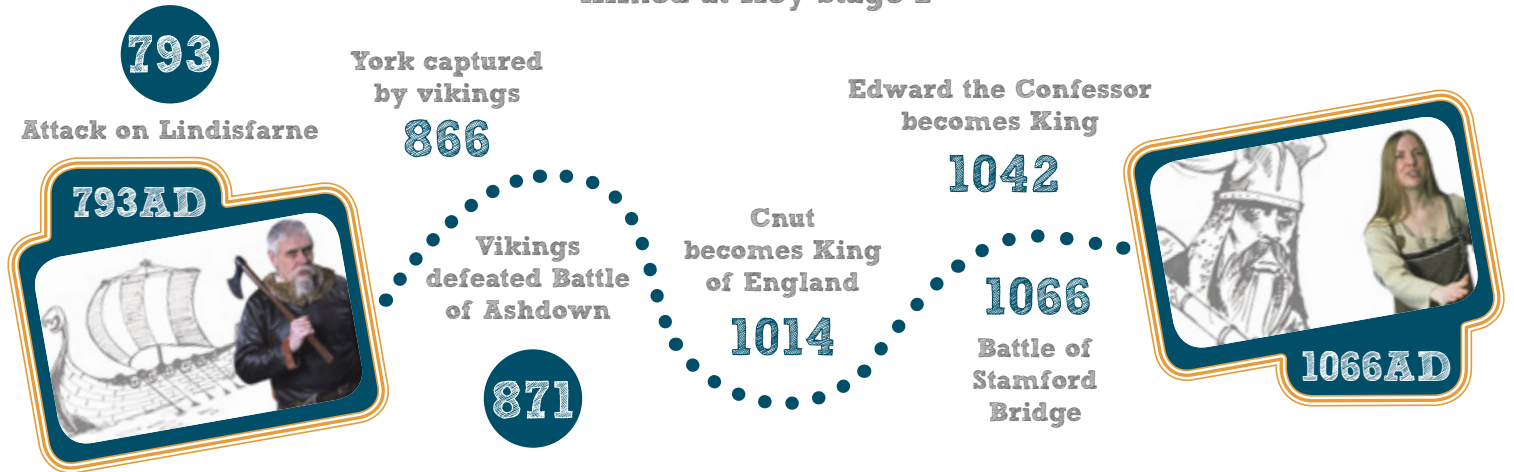 793
Attack on Lindisfarne
793AD
York captured
by vikings
866
Vikings
defeated Battle
of Ashdown
871
Cnut
becomes King
of England
1014
Edward the Confessor
becomes King
1042
1066
Battle of
Stamford
Bridge
1066AD